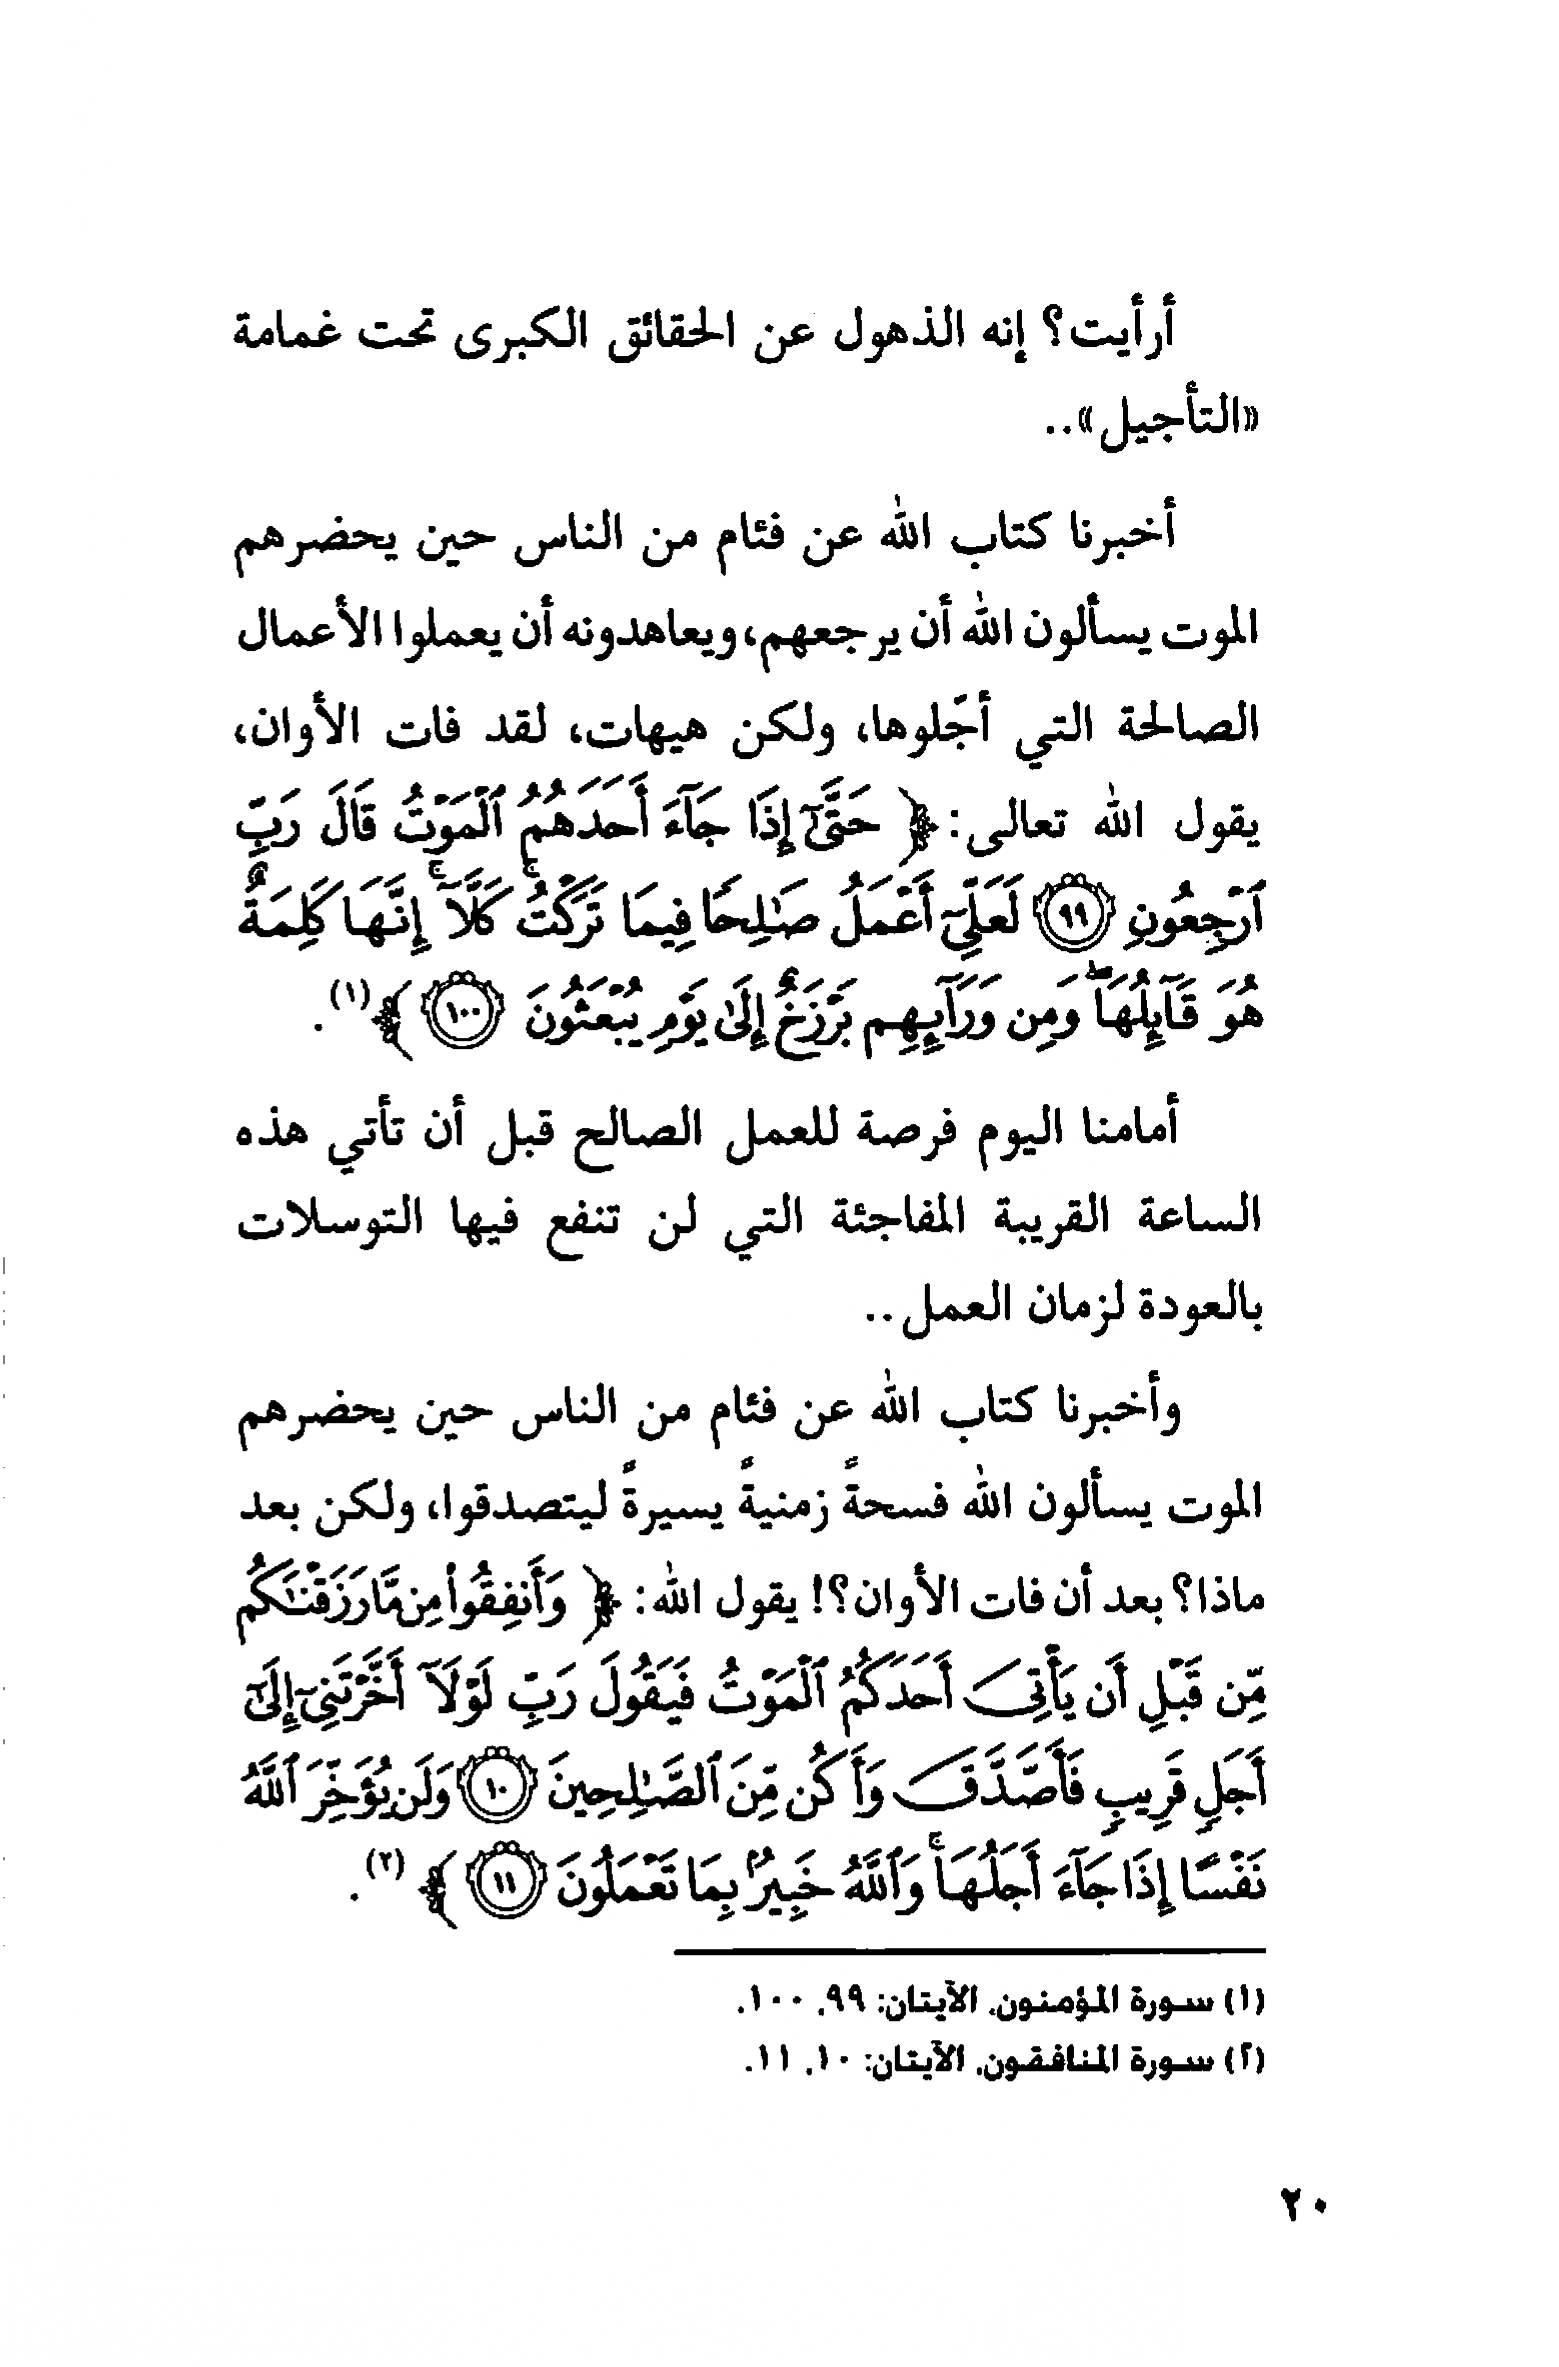 أرأيت؟ إنه الذهول عن الحقائق الكبرى تحت غمامة
«التأجيل»..
أخبرنا كتاب الله عن فئام من الناس حين يحضرهم
الموت يسألون الله أن يرجعهم، ويعاهدونه أن يعملوا الأعمال
الصالحة التي أجّلوها، ولكن هيهات، لقد فات الأوان،
يقول الله تعالى: ﴿ حَتَّىٰٓ إِذَا جَآءَ أَحَدَهُمُ ٱلْمَوْتُ قَالَ رَبِّ
ٱرْجِعُونِ ٩٩ لَعَلِّىٓ أَعْمَلُ صَـٰلِحًا فِيمَا تَرَكْتُ ۚ كَلَّآ ۚ إِنَّهَا كَلِمَةٌ
هُوَ قَآئِلُهَا ۖ وَمِن وَرَآئِهِم بَرْزَخٌ إِلَىٰ يَوْمِ يُبْعَثُونَ ١٠٠ ﴾(١).
أمامنا اليوم فرصة للعمل الصالح قبل أن تأتي هذه
الساعة القريبة المفاجئة التي لن تنفع فيها التوسلات
بالعودة لزمان العمل..
وأخبرنا كتاب الله عن فئام من الناس حين يحضرهم
الموت يسألون الله فسحةً زمنيةً يسيرةً ليتصدقوا، ولكن بعد
ماذا؟ بعد أن فات الأوان؟! يقول الله: ﴿ وَأَنفِقُوا۟ مِن مَّا رَزَقْنَـٰكُم
مِّن قَبْلِ أَن يَأْتِىَ أَحَدَكُمُ ٱلْمَوْتُ فَيَقُولَ رَبِّ لَوْلَآ أَخَّرْتَنِىٓ إِلَىٰٓ
أَجَلٍ قَرِيبٍ فَأَصَّدَّقَ وَأَكُن مِّنَ ٱلصَّـٰلِحِينَ ١٠ وَلَن يُؤَخِّرَ ٱللَّهُ
نَفْسًا إِذَا جَآءَ أَجَلُهَا ۚ وَٱللَّهُ خَبِيرٌۢ بِمَا تَعْمَلُونَ ١١ ﴾(٢).
(١) سورة المؤمنون، الآيتان: ٩٩، ١٠٠.
(٢) سورة المنافقون، الآيتان: ١٠، ١١.
٢٠